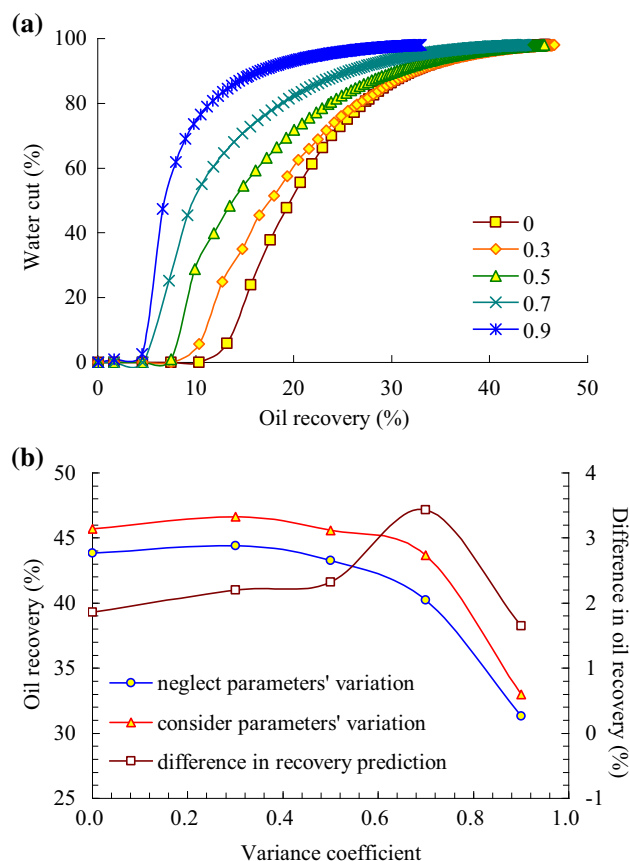 (a)
100
80
60
40
20
0
Water cut (%)
0
0.3
0.5
0.7
0.9
0 10 20 30 40 50
Oil recovery (%)
(b)
50
45
40
35
30
25
Oil recovery (%)
4
3
2
1
0
-1
Difference in oil recovery (%)
neglect parameters' variation
consider parameters' variation
difference in recovery prediction
0.0 0.2 0.4 0.6 0.8 1.0
Variance coefficient